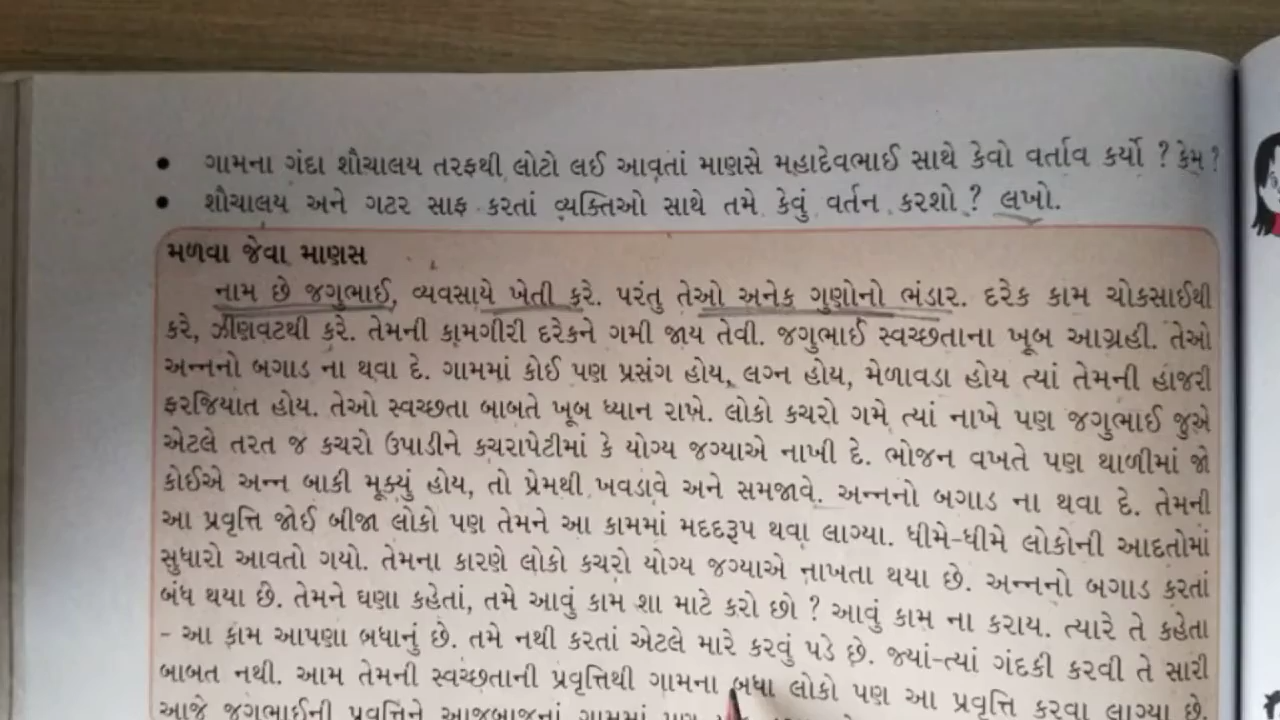 • ગામના ગંદા શૌચાલય તરફથી લોટો લઈ આવતાં માણસે મહાદેવભાઈ સાથે કેવો વર્તાવ કર્યો ? કેમ ?
• શૌચાલય અને ગટર સાફ કરતાં વ્યક્તિઓ સાથે તમે કેવું વર્તન કરશો ? લખો.
મળવા જેવા માણસ
નામ છે જગુભાઈ, વ્યવસાયે ખેતી કરે. પરંતુ તેઓ અનેક ગુણોનો ભંડાર. દરેક કામ ચોકસાઈથી
કરે, ઝીણવટથી કરે. તેમની કામગીરી દરેકને ગમી જાય તેવી. જગુભાઈ સ્વચ્છતાના ખૂબ આગ્રહી. તેઓ
અન્નનો બગાડ ના થવા દે. ગામમાં કોઈ પણ પ્રસંગ હોય, લગ્ન હોય, મેળાવડા હોય ત્યાં તેમની હાજરી
ફરજિયાત હોય. તેઓ સ્વચ્છતા બાબતે ખૂબ ધ્યાન રાખે. લોકો કચરો ગમે ત્યાં નાખે પણ જગુભાઈ જુએ
એટલે તરત જ કચરો ઉપાડીને કચરાપેટીમાં કે યોગ્ય જગ્યાએ નાખી દે. ભોજન વખતે પણ થાળીમાં જો
કોઈએ અન્ન બાકી મૂક્યું હોય, તો પ્રેમથી ખવડાવે અને સમજાવે. અન્નનો બગાડ ના થવા દે. તેમની
આ પ્રવૃત્તિ જોઈ બીજા લોકો પણ તેમને આ કામમાં મદદરૂપ થવા લાગ્યા. ધીમે-ધીમે લોકોની આદતોમાં
સુધારો આવતો ગયો. તેમના કારણે લોકો કચરો યોગ્ય જગ્યાએ નાખતા થયા છે. અન્નનો બગાડ કરતાં
બંધ થયા છે. તેમને ઘણા કહેતાં, તમે આવું કામ શા માટે કરો છો ? આવું કામ ના કરાય. ત્યારે તે કહેતા
- આ કામ આપણા બધાનું છે. તમે નથી કરતાં એટલે મારે કરવું પડે છે. જ્યાં-ત્યાં ગંદકી કરવી તે સારી
બાબત નથી. આમ તેમની સ્વચ્છતાની પ્રવૃત્તિથી ગામના બધા લોકો પણ આ પ્રવૃત્તિ કરવા લાગ્યા છે.
આજે જગુભાઈની પ્રવૃત્તિને આજુબાજુનાં ગામમાં પણ